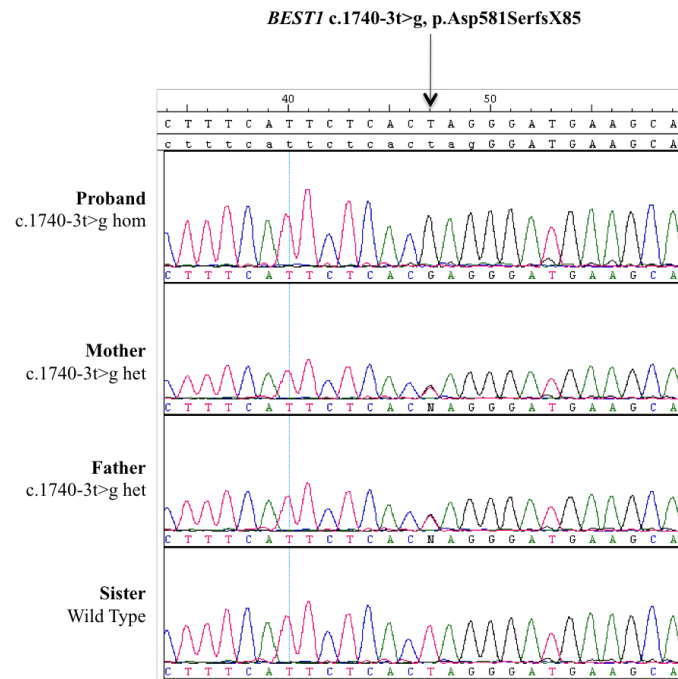 BEST1 c.1740-3t>g, p.Asp581SerfsX85
40 50
C T T T C A T T C T C A C T A G G G A T G A A G C A
c t t t c a t t c t c a c t a g G G A T G A A G C A
Proband
c.1740-3t>g hom
C T T T C A T T C T C A C G A G G G A T G A A G C A
Mother
c.1740-3t>g het
C T T T C A T T C T C A C N A G G G A T G A A G C A
Father
c.1740-3t>g het
C T T T C A T T C T C A C N A G G G A T G A A G C A
Sister
Wild Type
C T T T C A T T C T C A C T A G G G A T G A A G C A